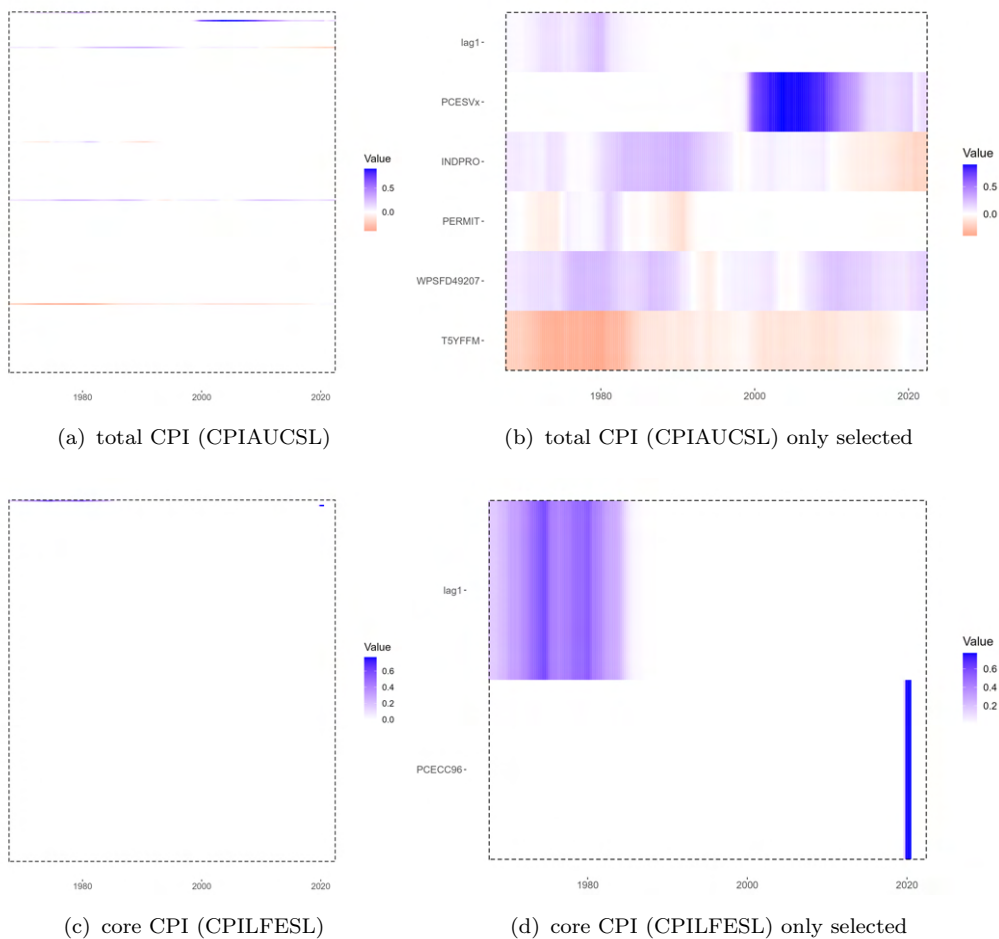 Value
0.5
0.0
1980
2000
2020
(a) total CPI (CPIAUCSL)
lag1
PCESVx
INDPRO
PERMIT
WPSFD49207
T5YFFM
Value
0.5
0.0
1980
2000
2020
(b) total CPI (CPIAUCSL) only selected
Value
0.6
0.4
0.2
0.0
1980
2000
2020
(c) core CPI (CPILFESL)
lag1
PCECC96
Value
0.6
0.4
0.2
1980
2000
2020
(d) core CPI (CPILFESL) only selected